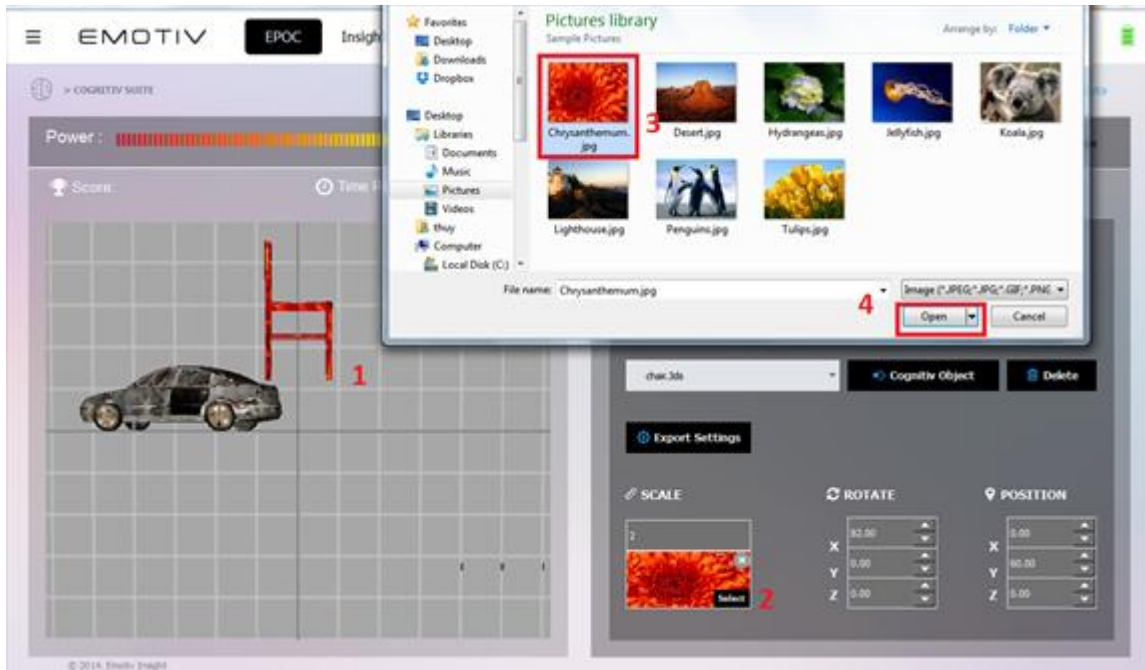 EMOTIV
EPOC
Insigh
> COGNITIV SUITE
Power :
Score:
Time
1
Favorites
Desktop
Downloads
Dropbox
Desktop
Libraries
Documents
Music
Pictures
Videos
thuy
Computer
Local Disk (C:)
Pictures library
Sample Pictures
Arrange by: Folder
Chrysanthemum.
jpg
3
Desert.jpg
Hydrangeas.jpg
Jellyfish.jpg
Koala.jpg
Lighthouse.jpg
Penguins.jpg
Tulips.jpg
File name: Chrysanthemum.jpg
Image (*.JPEG;*.JPG;*.GIF;*.PNG
4
Open
Cancel
chair.3ds
Cognitiv Object
Delete
Export Settings
SCALE
ROTATE
POSITION
2
Select
2
X 82.00
Y 0.00
Z 0.00
X 0.00
Y 60.00
Z 0.00
© 2014, Emotiv Insight